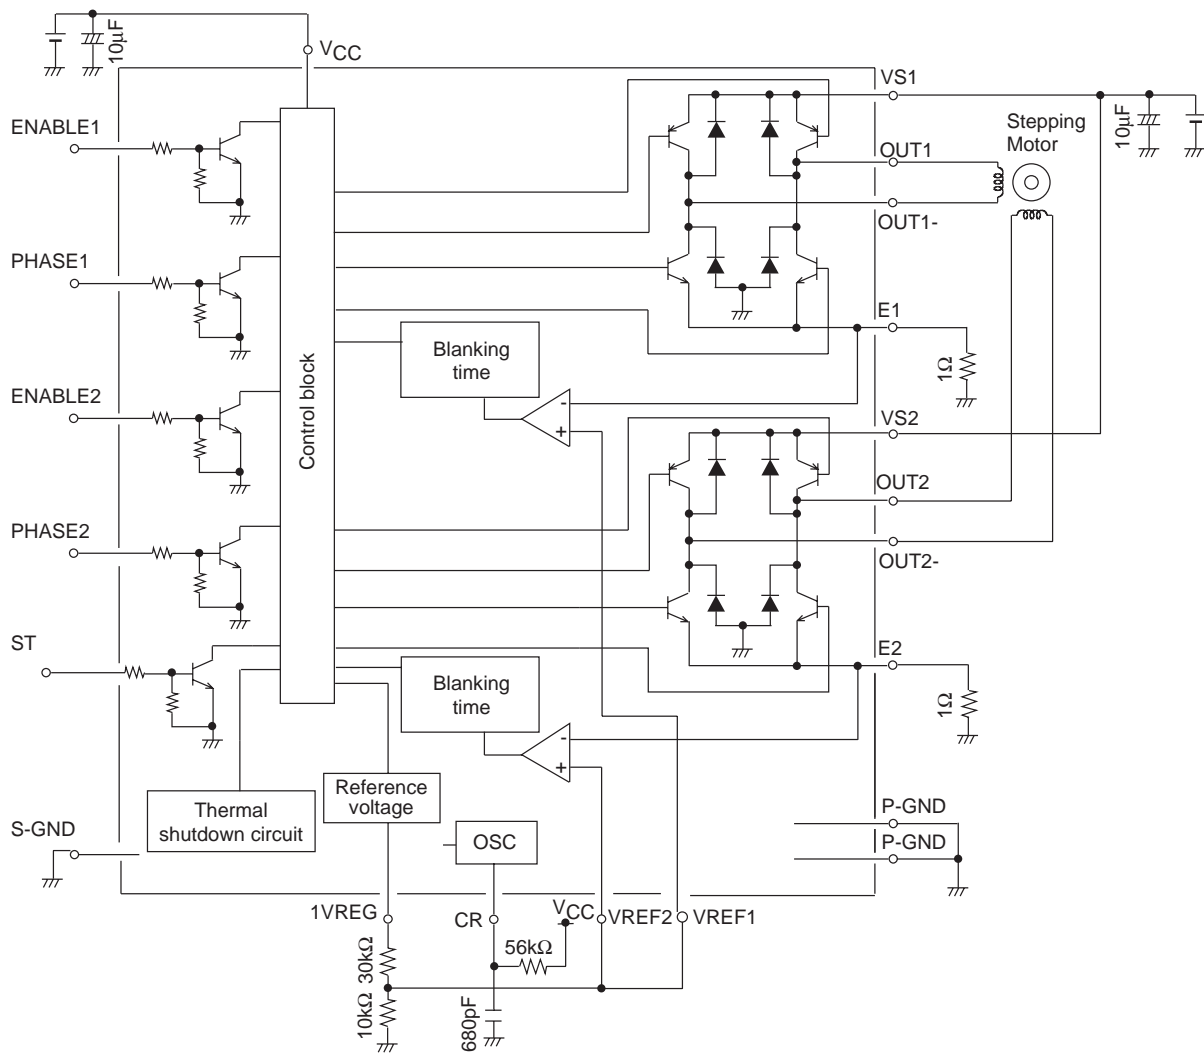 10µF
VCC
VS1
ENABLE1
10µF
Stepping
Motor
OUT1
OUT1-
PHASE1
E1
Blanking
time
1Ω
ENABLE2
Control block
VS2
OUT2
PHASE2
OUT2-
ST
E2
Blanking
time
1Ω
Reference
voltage
Thermal
shutdown circuit
P-GND
S-GND
OSC
P-GND
1VREG
CR
VCC
VREF2
VREF1
56kΩ
30kΩ
10kΩ
680pF
- 
+
-
+